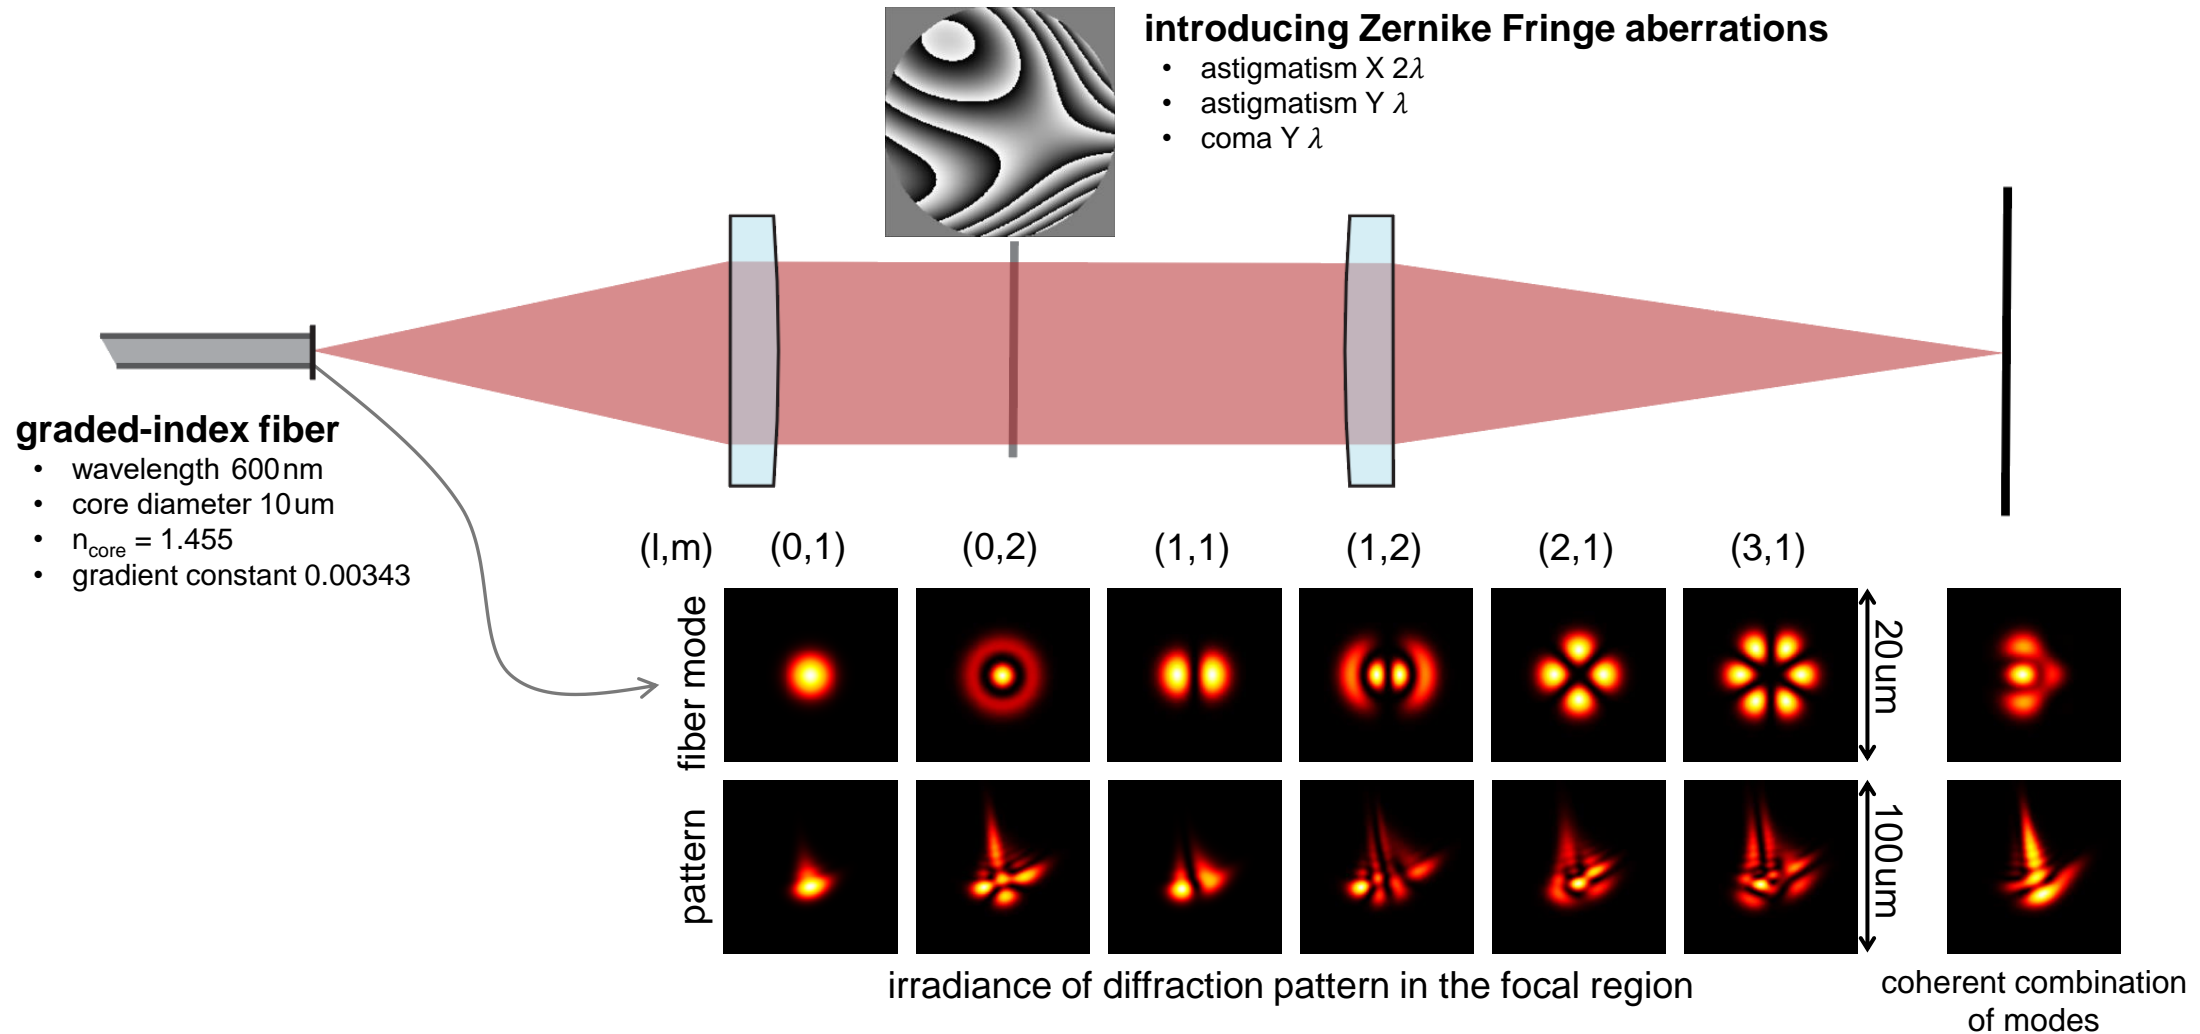 introducing Zernike Fringe aberrations
• astigmatism X 2λ
• astigmatism Y λ
• coma Y λ
graded-index fiber
• wavelength 600nm
• core diameter 10um
• n_core = 1.455
• gradient constant 0.00343
(l,m) (0,1) (0,2) (1,1) (1,2) (2,1) (3,1)
fiber mode
20um
pattern
100um
irradiance of diffraction pattern in the focal region
coherent combination
of modes